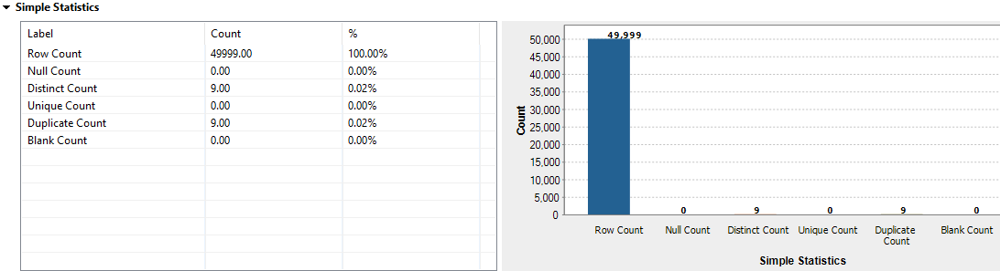 Simple Statistics
Label Count %
Row Count 49999.00 100.00%
Null Count 0.00 0.00%
Distinct Count 9.00 0.02%
Unique Count 0.00 0.00%
Duplicate Count 9.00 0.02%
Blank Count 0.00 0.00%
49,999
50,000
45,000
40,000
35,000
30,000
25,000
20,000
15,000
10,000
5,000
0
Count
0 9 0 9 0
Row Count Null Count Distinct Count Unique Count Duplicate Count Blank Count
Simple Statistics